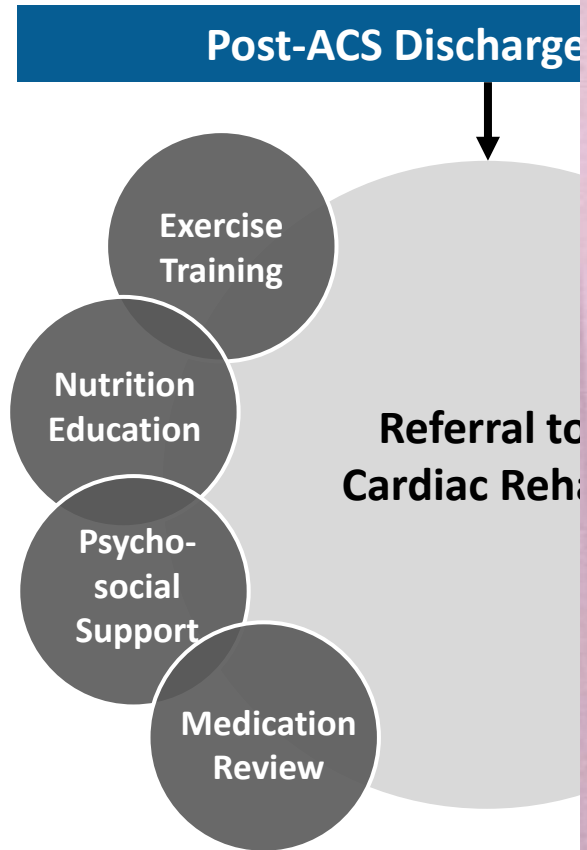 Post-ACS Discharge
Exercise
Training
Nutrition
Education
Referral to
Cardiac Reha
Psycho-
social
Support
Medication
Review